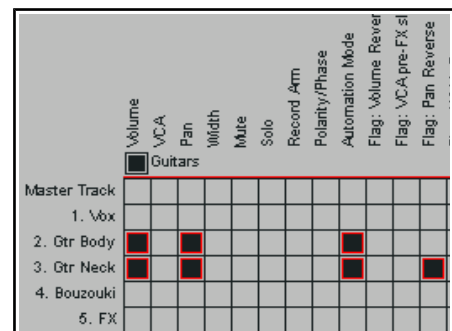 Volume
VCA
Pan
Width
Mute
Solo
Record Arm
Polarity/Phase
Automation Mode
Flag: Volume Rever
Flag: VCA pre-FX sl
Flag: Pan Reverse
Guitars
Master Track
1. Vox
2. Gtr Body
3. Gtr Neck
4. Bouzouki
5. FX